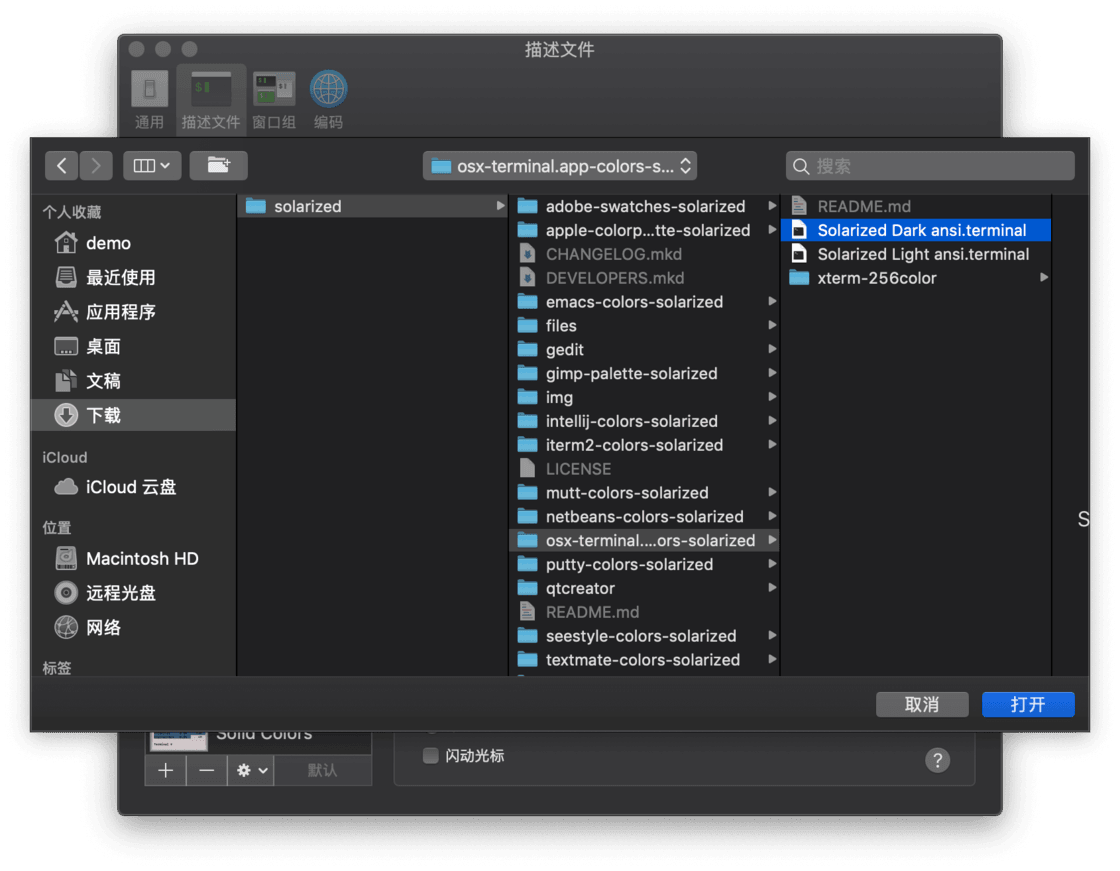 描述文件
通用
描述文件
窗口组
编码
osx-terminal.app-colors-s...
搜索
个人收藏
demo
最近使用
应用程序
桌面
文稿
下载
iCloud
iCloud 云盘
位置
Macintosh HD
远程光盘
网络
标签
solarized
adobe-swatches-solarized
apple-colorp...tte-solarized
CHANGELOG.mkd
DEVELOPERS.mkd
emacs-colors-solarized
files
gedit
gimp-palette-solarized
img
intellij-colors-solarized
iterm2-colors-solarized
LICENSE
mutt-colors-solarized
netbeans-colors-solarized
osx-terminal....ors-solarized
putty-colors-solarized
qtcreator
README.md
seestyle-colors-solarized
textmate-colors-solarized
README.md
Solarized Dark ansi.terminal
Solarized Light ansi.terminal
xterm-256color
S
取消
打开
Solid Colors
默认
闪动光标
?